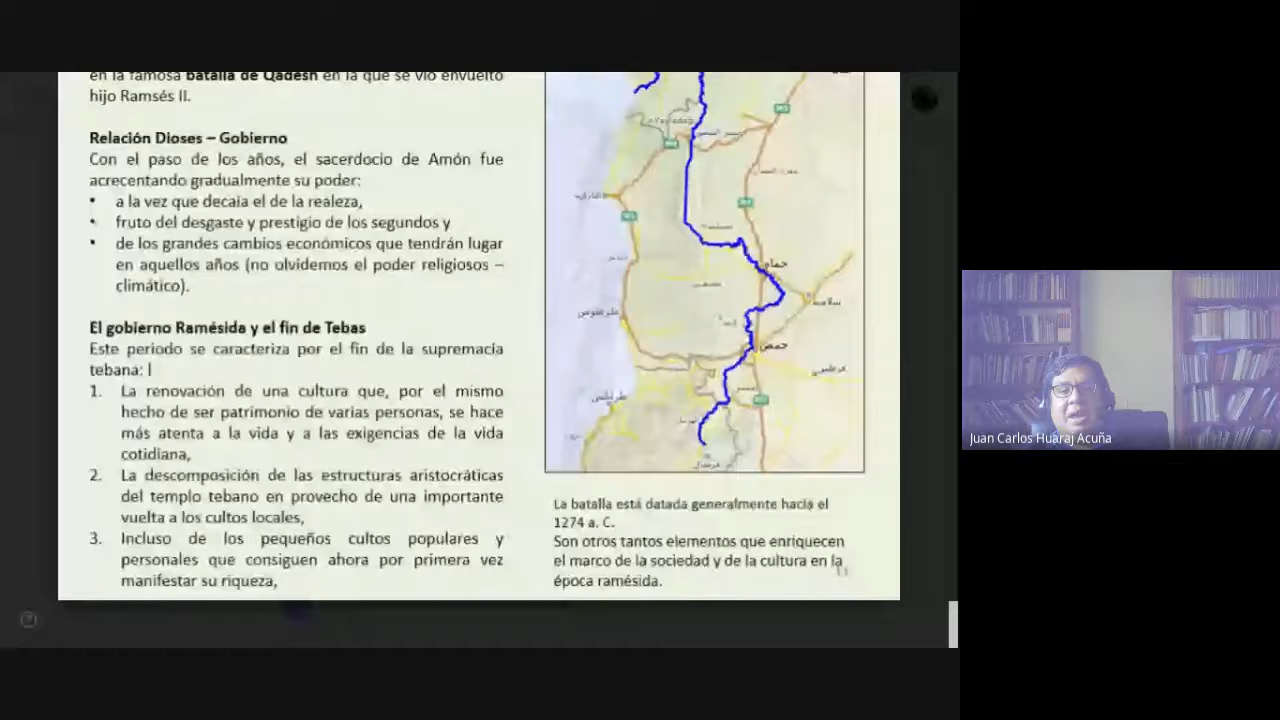 en la famosa batalla de Qadesh en la que se vio envuelto
hijo Ramsés II.
Relación Dioses – Gobierno
Con el paso de los años, el sacerdocio de Amón fue
acrecentando gradualmente su poder:
• a la vez que decaía el de la realeza,
• fruto del desgaste y prestigio de los segundos y
• de los grandes cambios económicos que tendrán lugar
en aquellos años (no olvidemos el poder religiosos –
climático).
El gobierno Ramésida y el fin de Tebas
Este periodo se caracteriza por el fin de la supremacía
tebana: l
1. La renovación de una cultura que, por el mismo
hecho de ser patrimonio de varias personas, se hace
más atenta a la vida y a las exigencias de la vida
cotidiana,
2. La descomposición de las estructuras aristocráticas
del templo tebano en provecho de una importante
vuelta a los cultos locales,
3. Incluso de los pequeños cultos populares y
personales que consiguen ahora por primera vez
manifestar su riqueza,
Yayladağı
حماة
سلامية
حمص
طرطوس
طرابلس
La batalla está datada generalmente hacia el
1274 a. C.
Son otros tantos elementos que enriquecen
el marco de la sociedad y de la cultura en la
época ramésida.
Juan Carlos Huaraj Acuña